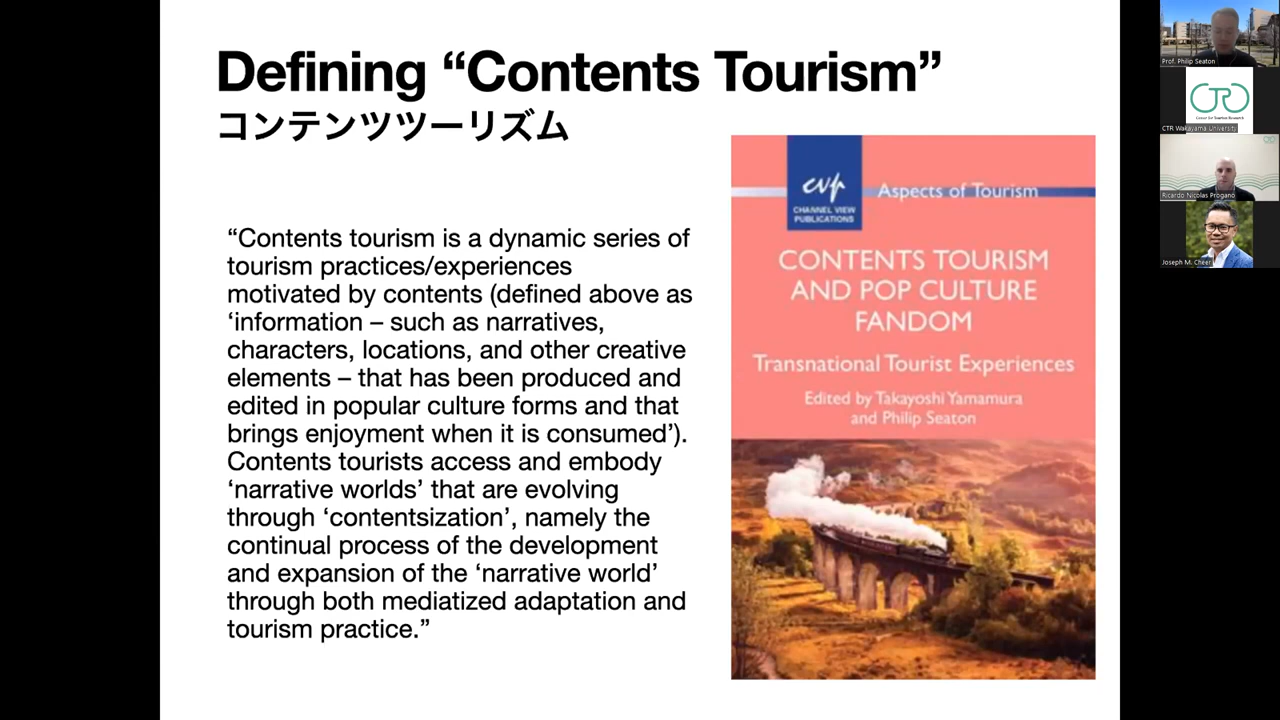 Defining “Contents Tourism”
コンテンツツーリズム
“Contents tourism is a dynamic series of
tourism practices/experiences
motivated by contents (defined above as
‘information – such as narratives,
characters, locations, and other creative
elements – that has been produced and
edited in popular culture forms and that
brings enjoyment when it is consumed’).
Contents tourists access and embody
‘narrative worlds’ that are evolving
through ‘contentsization’, namely the
continual process of the development
and expansion of the ‘narrative world’
through both mediatized adaptation and
tourism practice.”
cvp
CHANNEL VIEW
PUBLICATIONS
Aspects of Tourism
CONTENTS TOURISM
AND POP CULTURE
FANDOM
Transnational Tourist Experiences
Edited by Takayoshi Yamamura
and Philip Seaton
Prof. Philip Seaton
CTR
Center for Tourism Research
CTR Wakayama University
Ricardo Nicolas Progano
Joseph M. Cheer